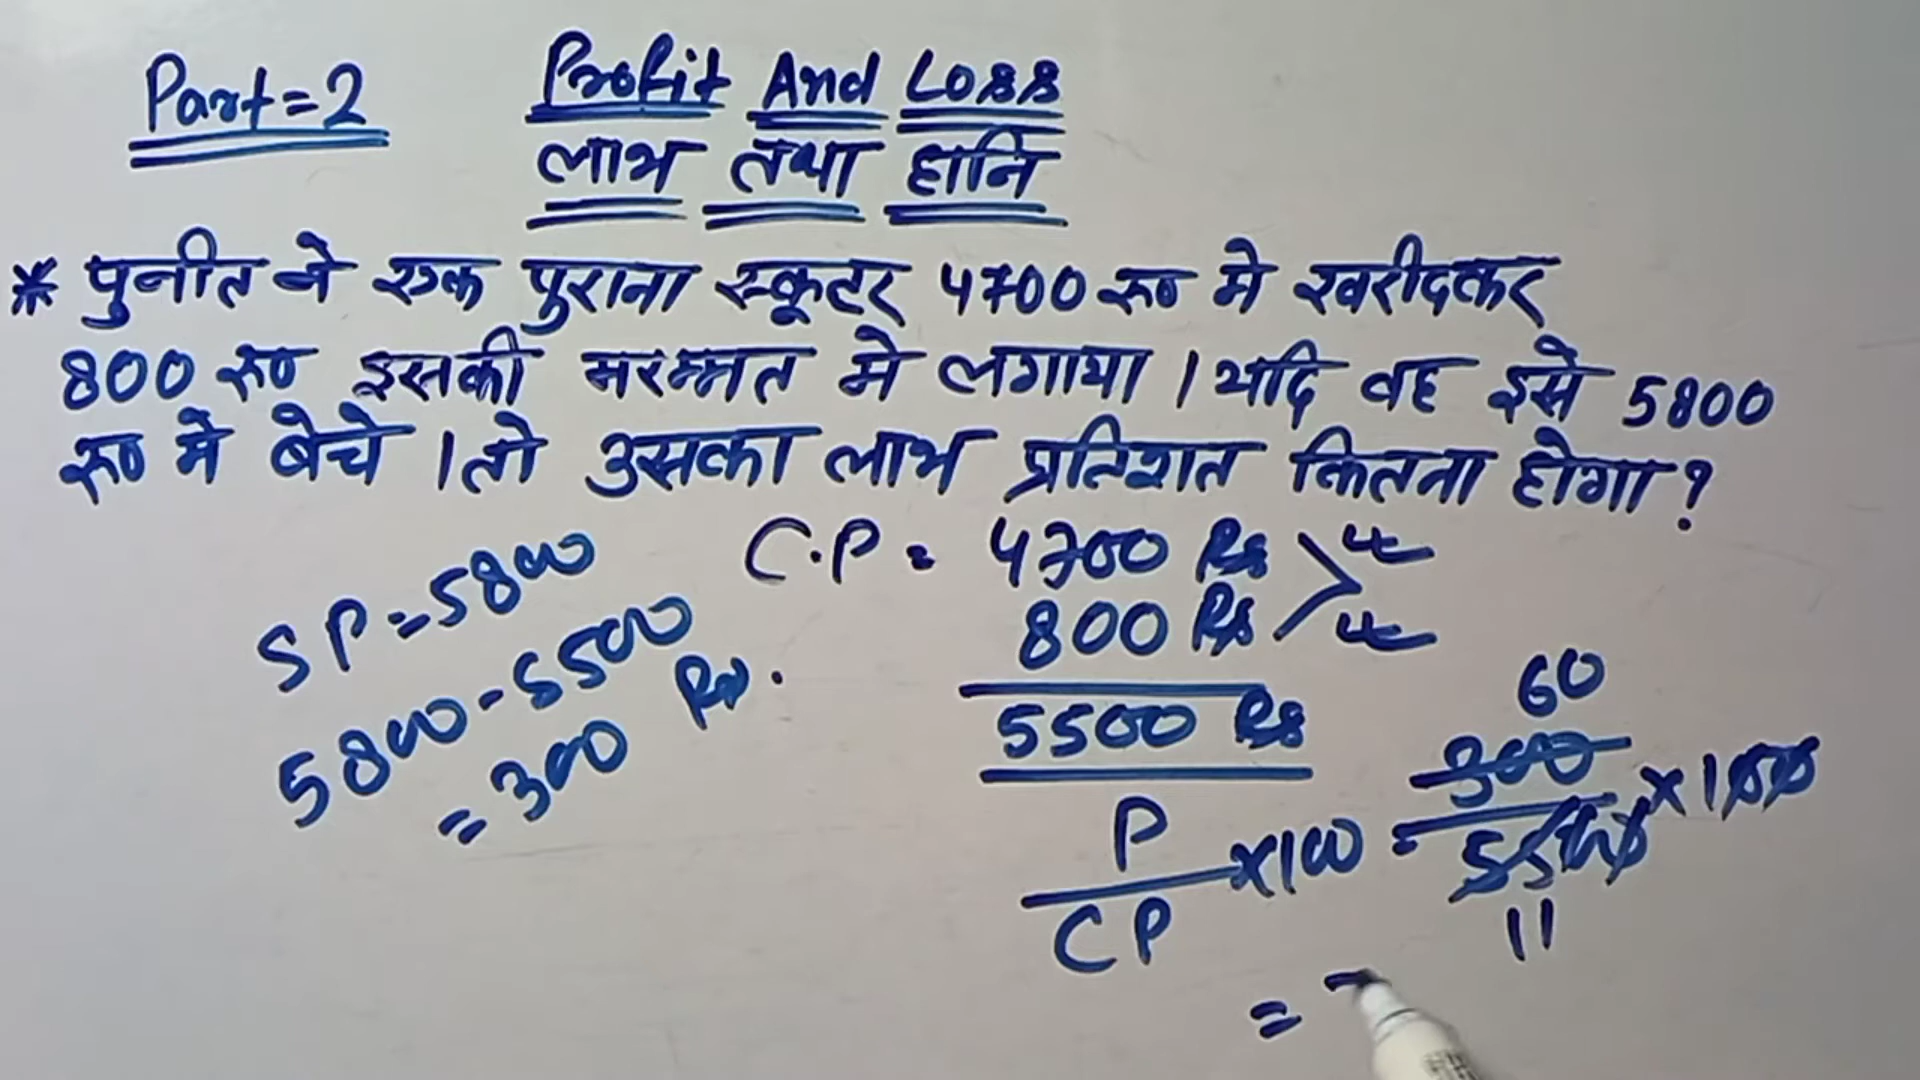 Part=2
Profit And Loss
लाभ तथा हानि
* पुनीत ने एक पुराना स्कूटर 4700 रु० मे खरीदकर
800 रु० इसकी मरम्मत मे लगाया । यदि वह इसे 5800
रु० मे बेचे । तो उसका लाभ प्रतिशत कितना होगा ?
SP=5800
5800-5500
=300 Rs.
C.P = 4700 Rs
800 Rs
5500 Rs
P/CP ×100 = 300/5500 ×100
60
11
=